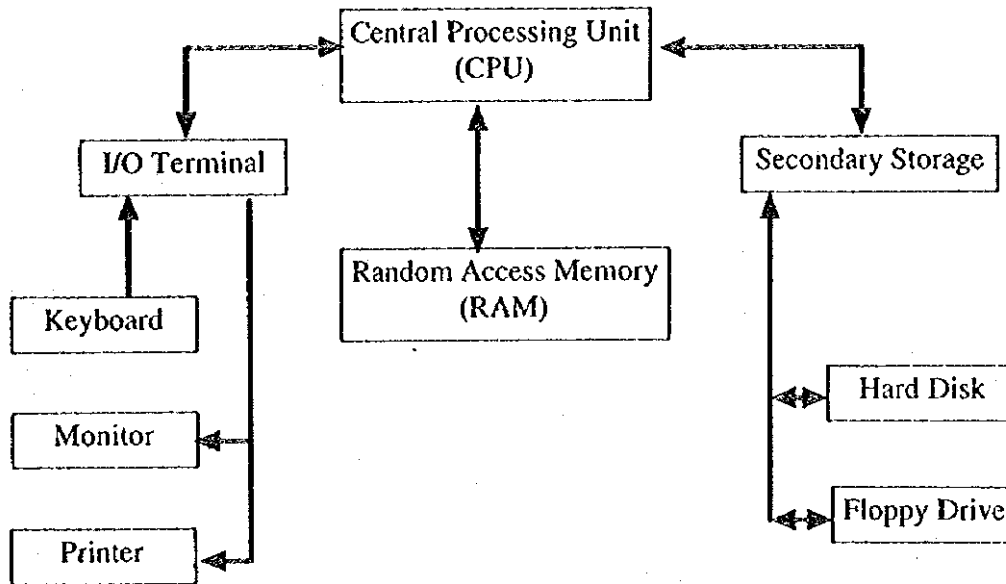 Central Processing Unit
(CPU)
I/O Terminal
Secondary Storage
Random Access Memory
(RAM)
Keyboard
Hard Disk
Monitor
Floppy Drive
Printer